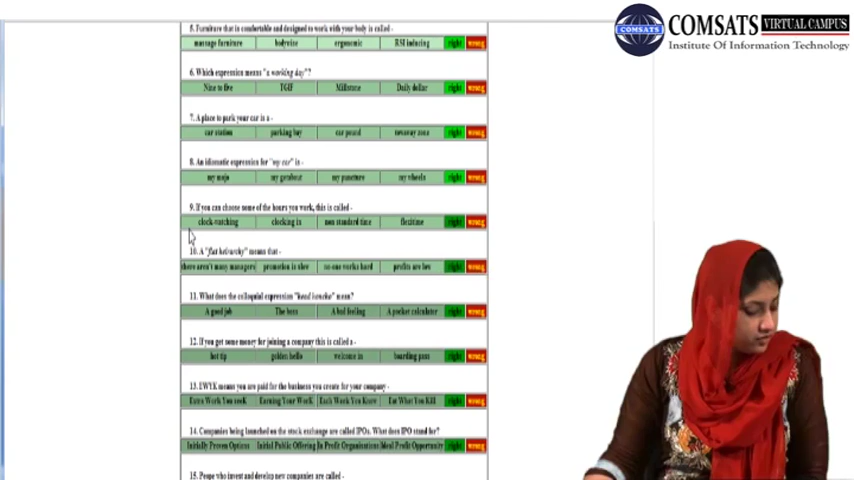 COMSATS VIRTUAL CAMPUS
Institute Of Information Technology
COMSATS
5. Furniture that is comfortable and designed to work with your body is called -
massage furniture bodysize ergonomic RSI inducing right wrong
6. Which expression means "a working day"?
Nine to five TGIF Millstone Daily dollar right wrong
7. A place to park your car is a -
car station parking bay car pound towaway zone right wrong
8. An idiomatic expression for "my car" is -
my mojo my getabout my puncture my wheels right wrong
9. If you can choose some of the hours you work, this is called -
clock-watching clocking in non standard time flexitime right wrong
10. A "flat heirarchy" means that -
there aren't many managers promotion is slow no-one works hard profits are low right wrong
11. What does the colloquial expression "head honcho" mean?
A good job The boss A bad feeling A pocket calculator right wrong
12. If you get some money for joining a company this is called a -
hot tip golden hello welcome in boarding pass right wrong
13. EWYK means you are paid for the business you create for your company -
Extra Work You seeK Earning Your WorK Each Week You Know Eat What You Kill right wrong
14. Companies being launched on the stock exchange are called IPOs. What does IPO stand for?
Initially Proven Options Initial Public Offering In Profit Organisations Ideal Profit Opportunity right wrong
15. People who invest and develop new companies are called -